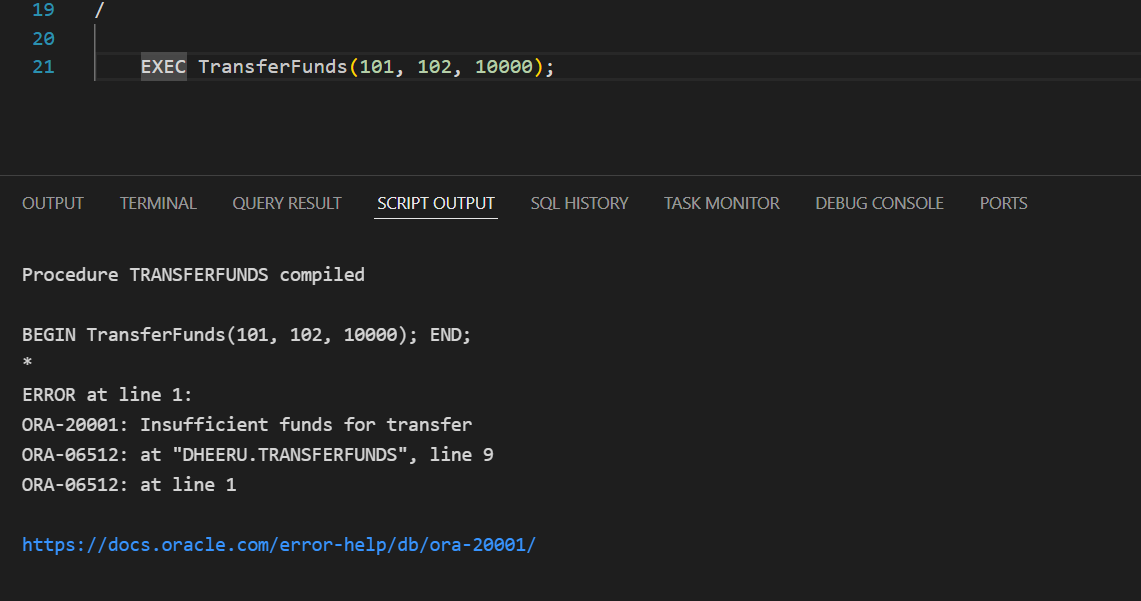 19 /
20
21 EXEC TransferFunds(101, 102, 10000);
OUTPUT TERMINAL QUERY RESULT SCRIPT OUTPUT SQL HISTORY TASK MONITOR DEBUG CONSOLE PORTS
Procedure TRANSFERFUNDS compiled
BEGIN TransferFunds(101, 102, 10000); END;
*
ERROR at line 1:
ORA-20001: Insufficient funds for transfer
ORA-06512: at "DHEERU.TRANSFERFUNDS", line 9
ORA-06512: at line 1
https://docs.oracle.com/error-help/db/ora-20001/